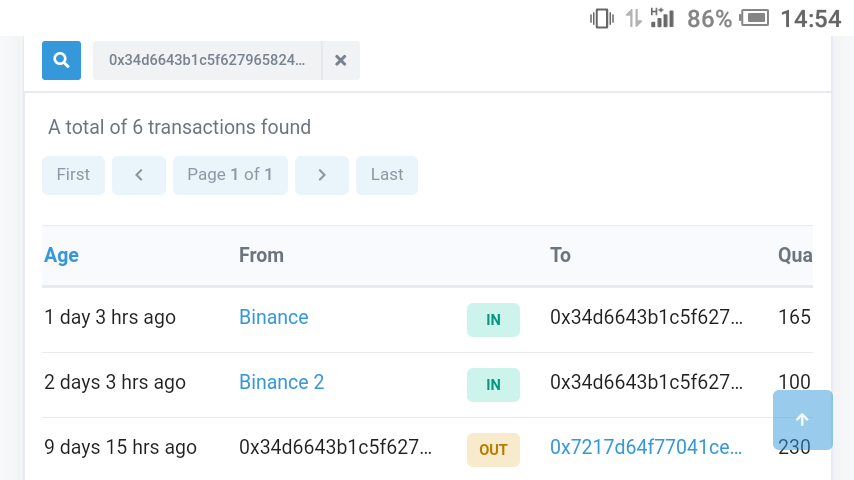 H+ 86% 14:54
0x34d6643b1c5f627965824...
A total of 6 transactions found
First Page 1 of 1 Last
Age From To Qua
1 day 3 hrs ago Binance IN 0x34d6643b1c5f627... 165
2 days 3 hrs ago Binance 2 IN 0x34d6643b1c5f627... 100
9 days 15 hrs ago 0x34d6643b1c5f627... OUT 0x7217d64f77041ce... 230